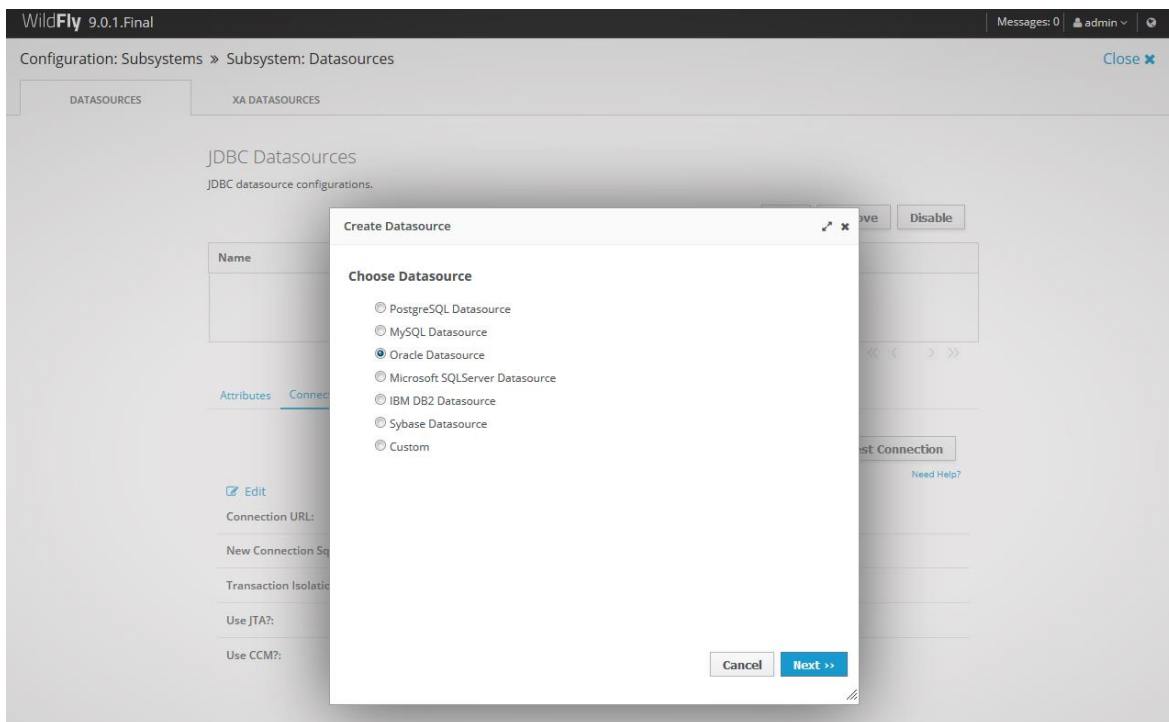 WildFly 9.0.1.Final Messages: 0 admin
Configuration: Subsystems » Subsystem: Datasources Close ×
DATASOURCES XA DATASOURCES
JDBC Datasources
JDBC datasource configurations.
Disable
Create Datasource
Name
Choose Datasource
PostgreSQL Datasource
MySQL Datasource
Oracle Datasource
Microsoft SQLServer Datasource
IBM DB2 Datasource
Sybase Datasource
Custom
Attributes Connec
st Connection
Need Help?
Edit
Connection URL:
New Connection Sq
Transaction Isolatio
Use JTA?:
Use CCM?:
Cancel Next >>